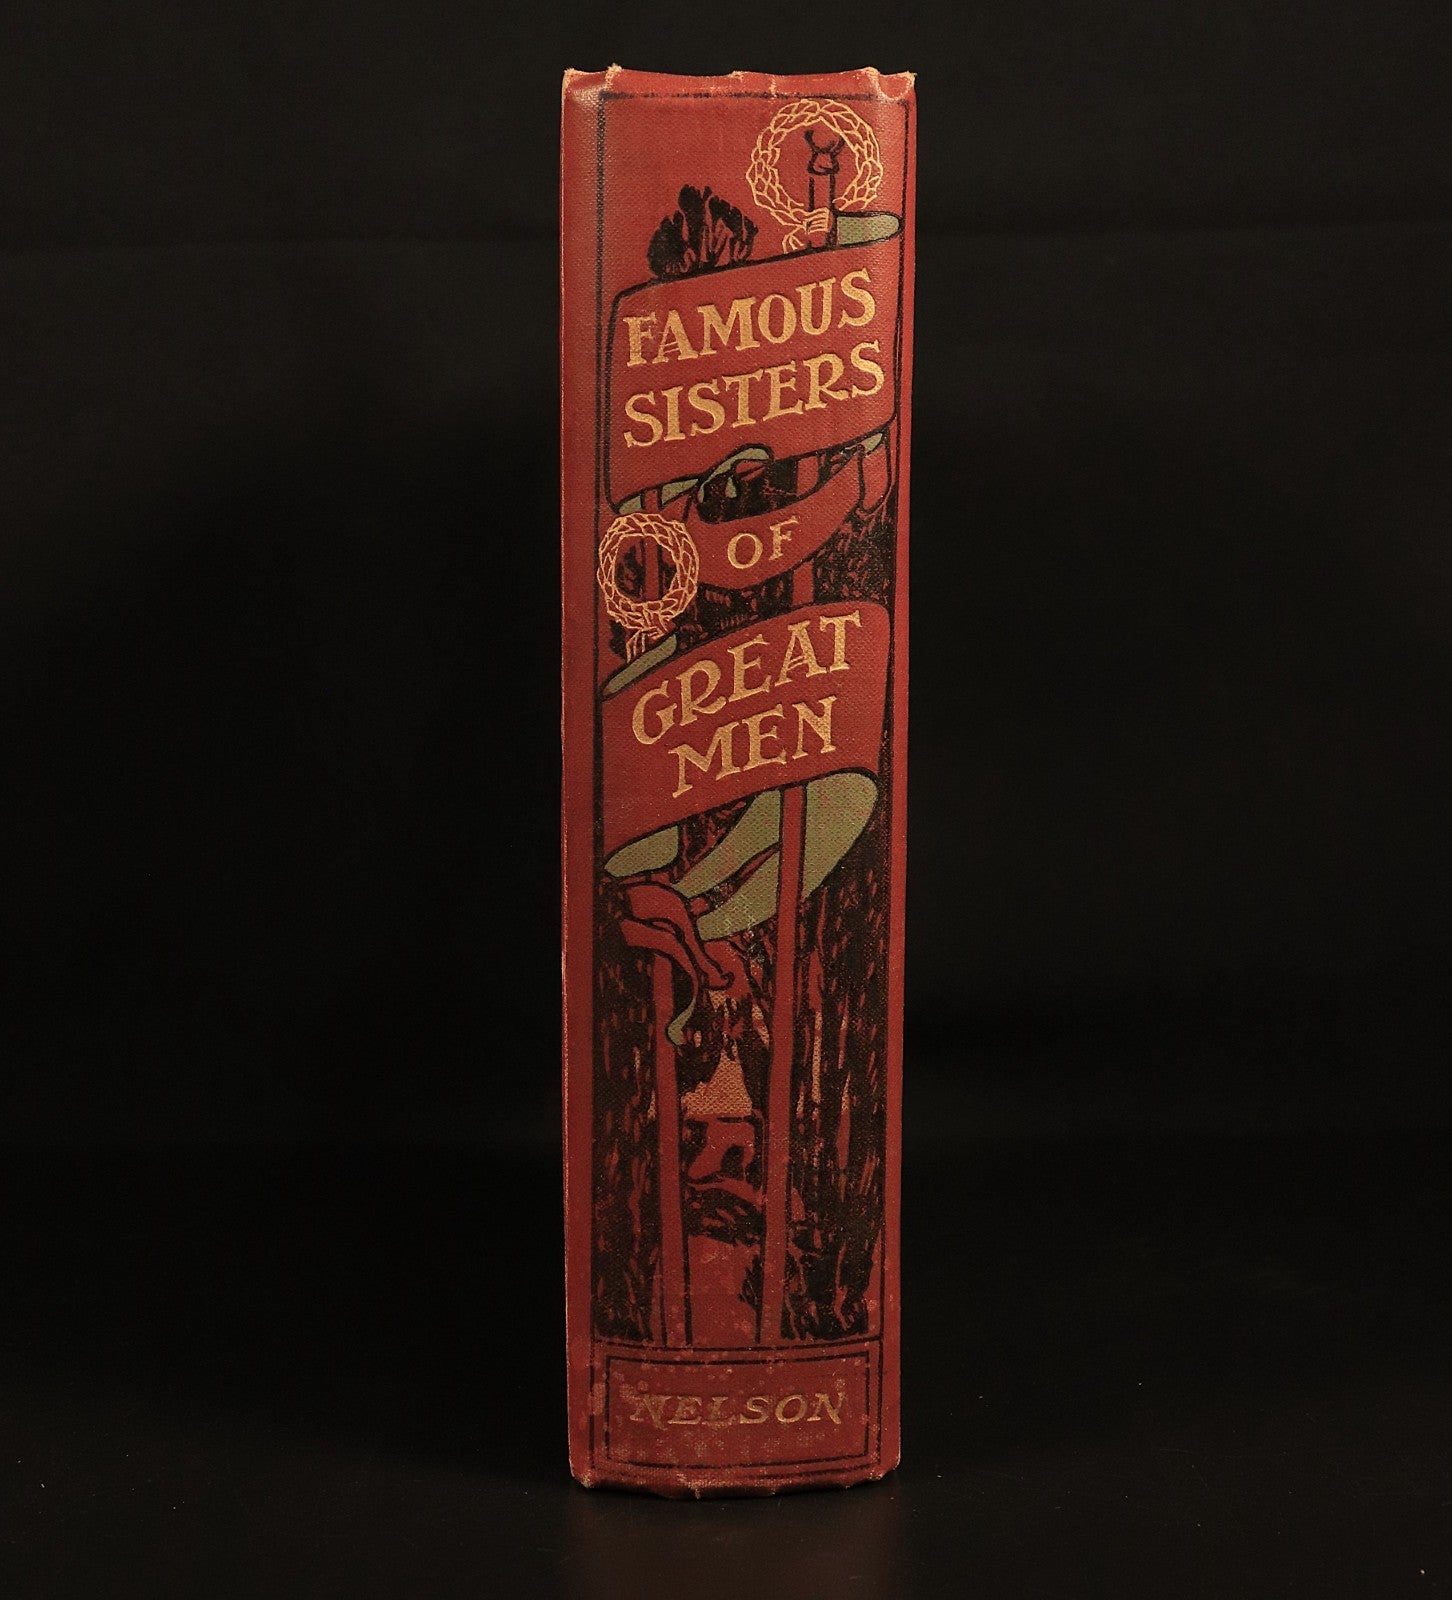 FAMOUS
SISTERS
OF
GREAT
MEN
NELSON